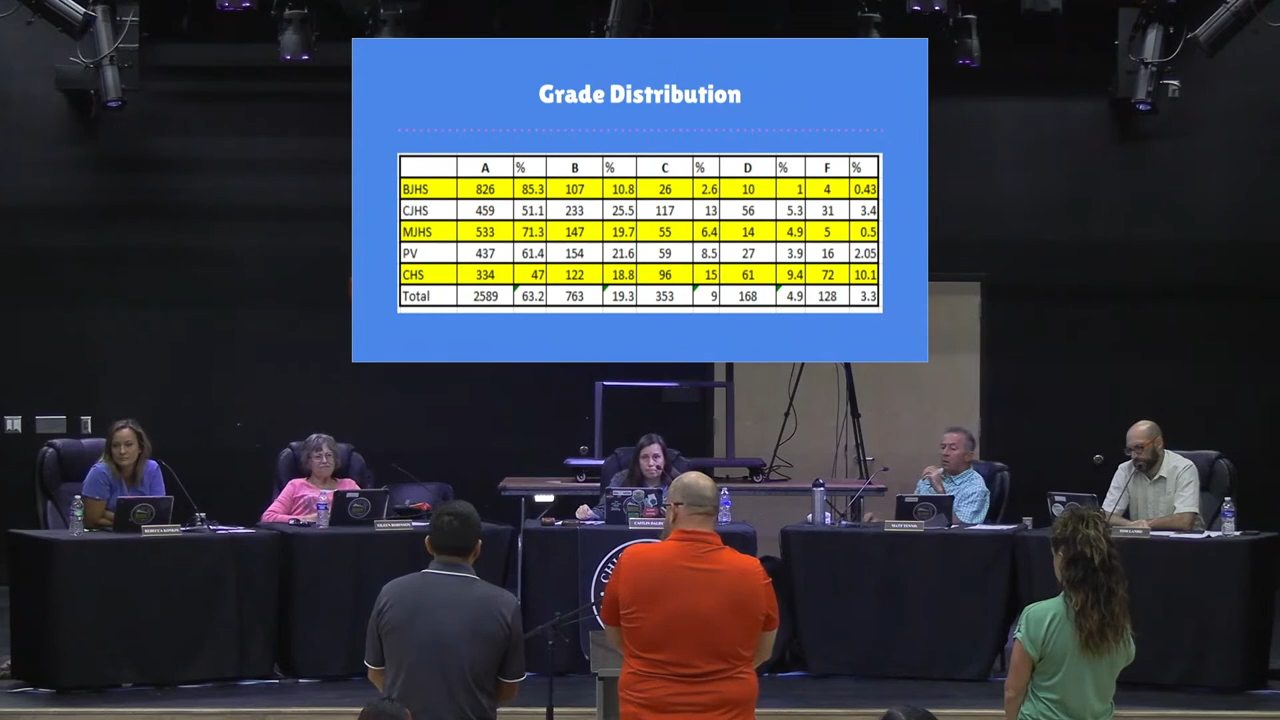 Grade Distribution
A % B % C % D % F %
BJHS 826 85.3 107 10.8 26 2.6 10 1 4 0.43
CJHS 459 51.1 233 25.5 117 13 56 5.3 31 3.4
MJHS 533 71.3 147 19.7 55 6.4 14 4.9 5 0.5
PV 437 61.4 154 21.6 59 8.5 27 3.9 16 2.05
CHS 334 47 122 18.8 96 15 61 9.4 72 10.1
Total 2589 63.2 763 19.3 353 9 168 4.9 128 3.3
MATT TENNIS